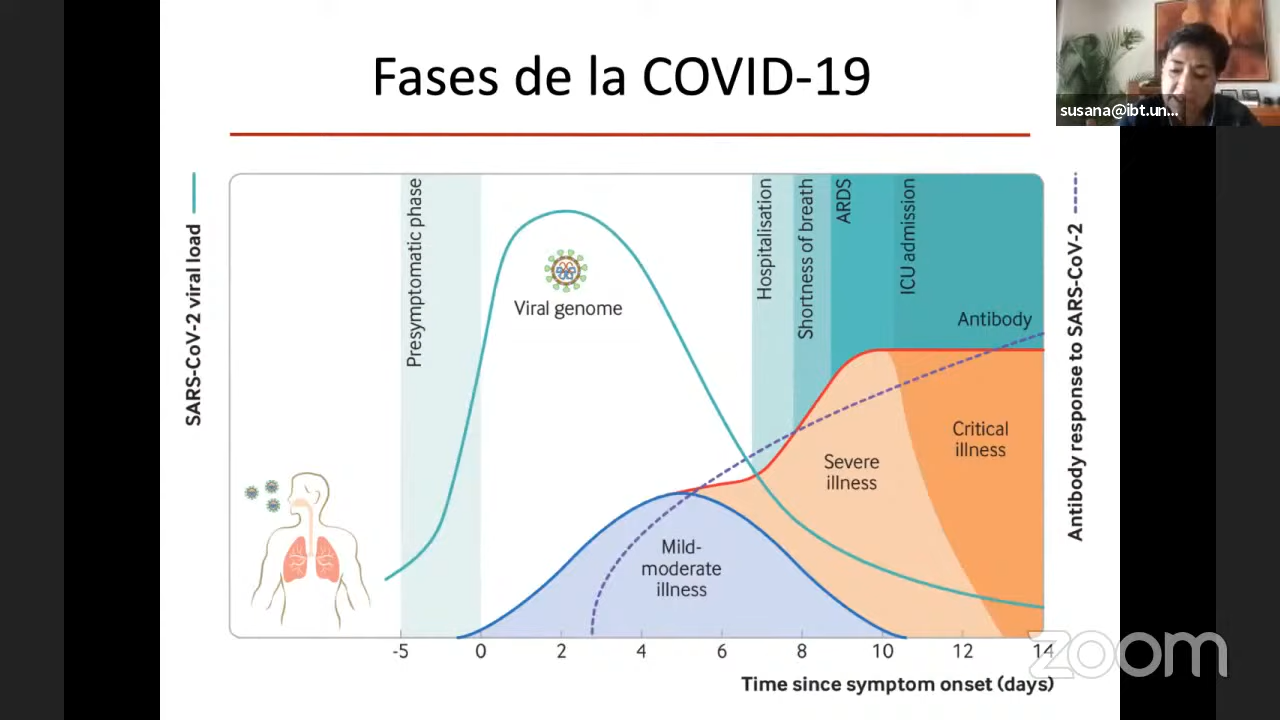 Fases de la COVID-19
susana@ibt.un...
SARS-CoV-2 viral load
Presymptomatic phase
Viral genome
Hospitalisation
Shortness of breath
ARDS
ICU admission
Antibody
Antibody response to SARS-CoV-2
Critical
illness
Severe
illness
Mild-
moderate
illness
-5 0 2 4 6 8 10 12 14
Time since symptom onset (days)
zoom